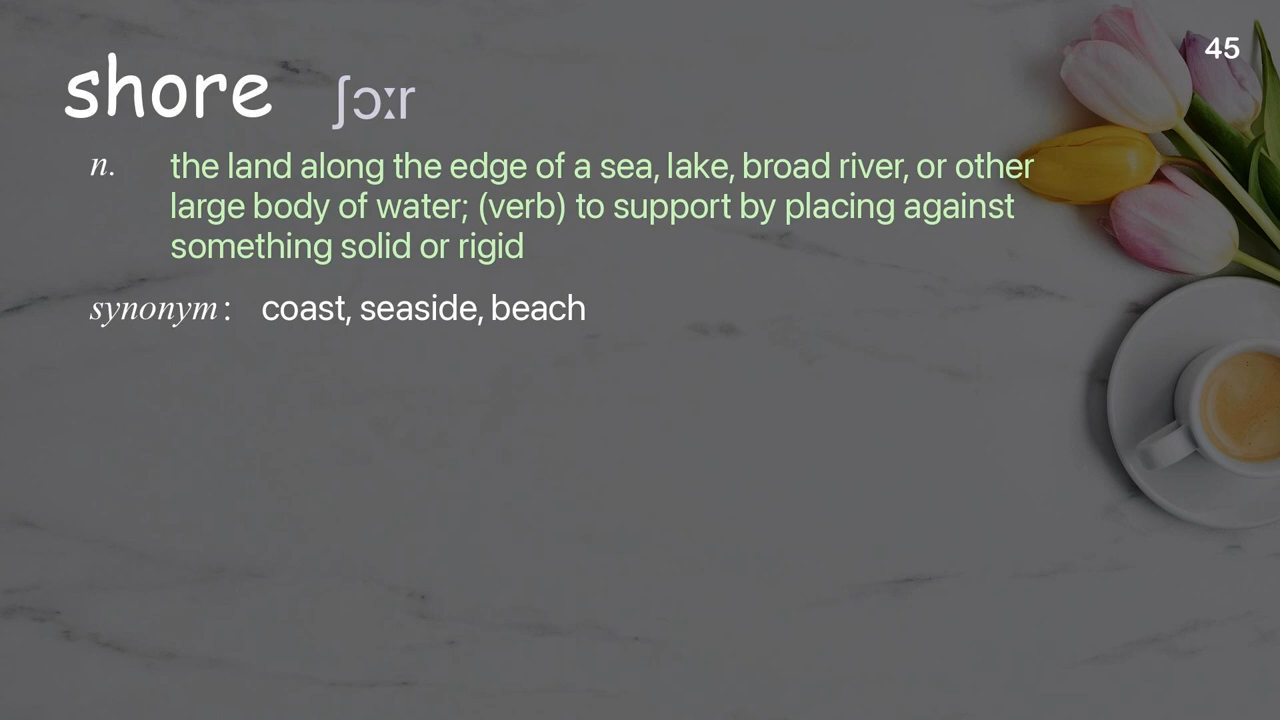 45
shore ʃɔːr
n. the land along the edge of a sea, lake, broad river, or other
large body of water; (verb) to support by placing against
something solid or rigid
synonym: coast, seaside, beach